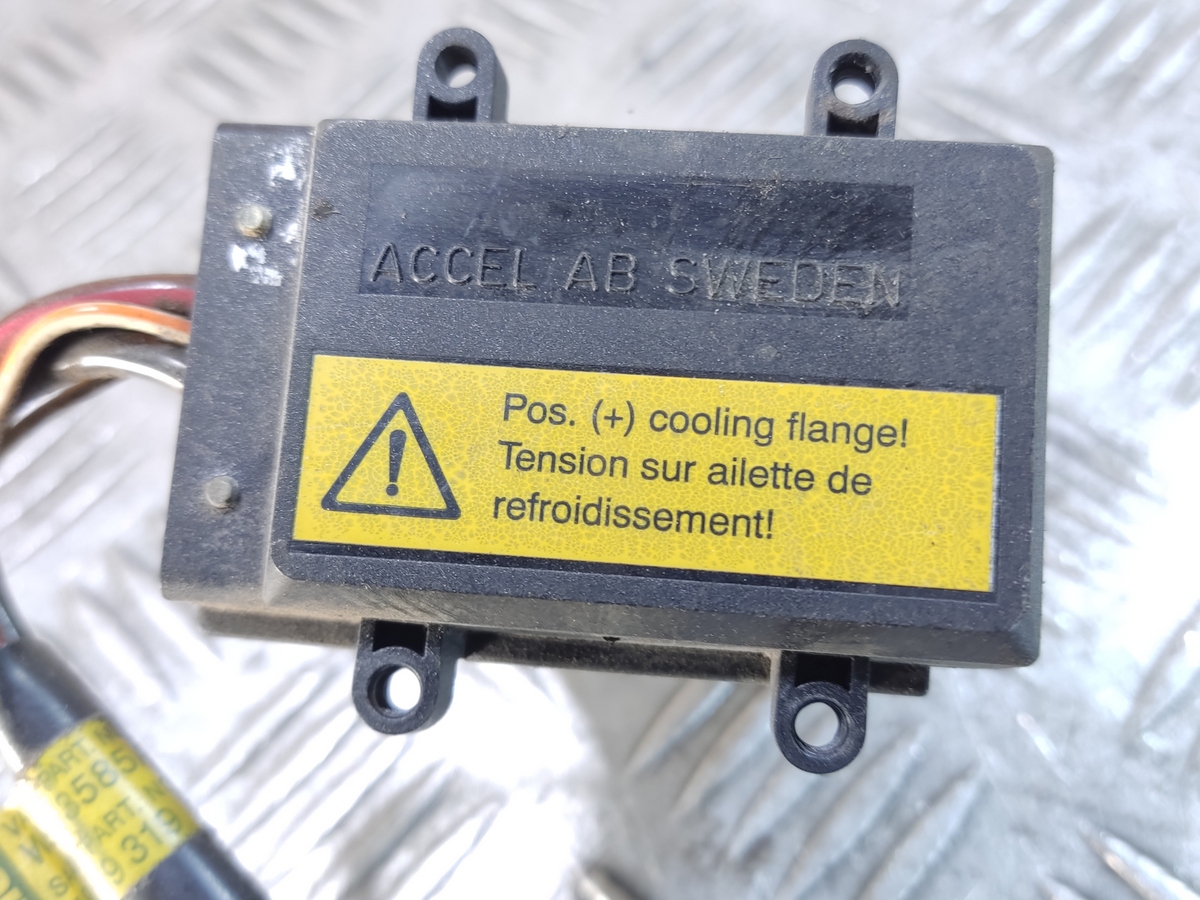 ACCEL AB SWEDEN
Pos. (+) cooling flange!
Tension sur ailette de
refroidissement!